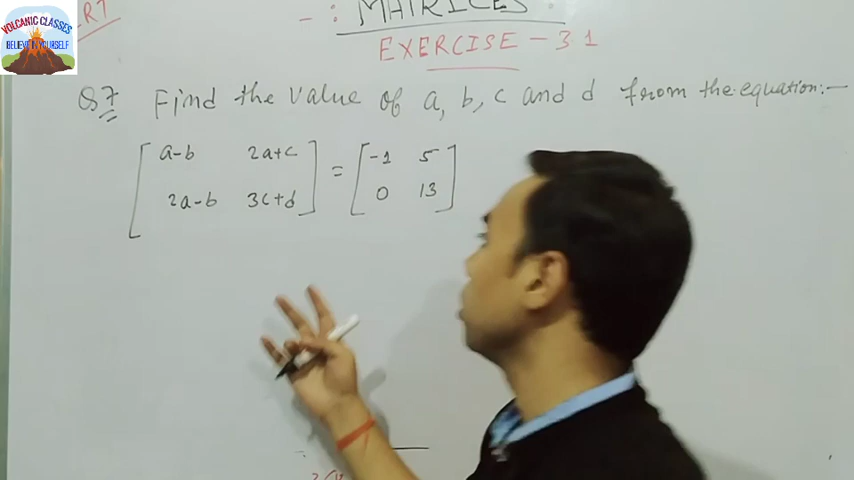 VOLCANIC CLASSES
BELIEVE IN YOURSELF
-: MATRICES :
EXERCISE - 3 1
Q 7 Find the value of a, b, c and d from the equation:-
[ a-b 2a+c ] = [ -1 5 ]
[ 2a-b 3c+d ] [ 0 13 ]